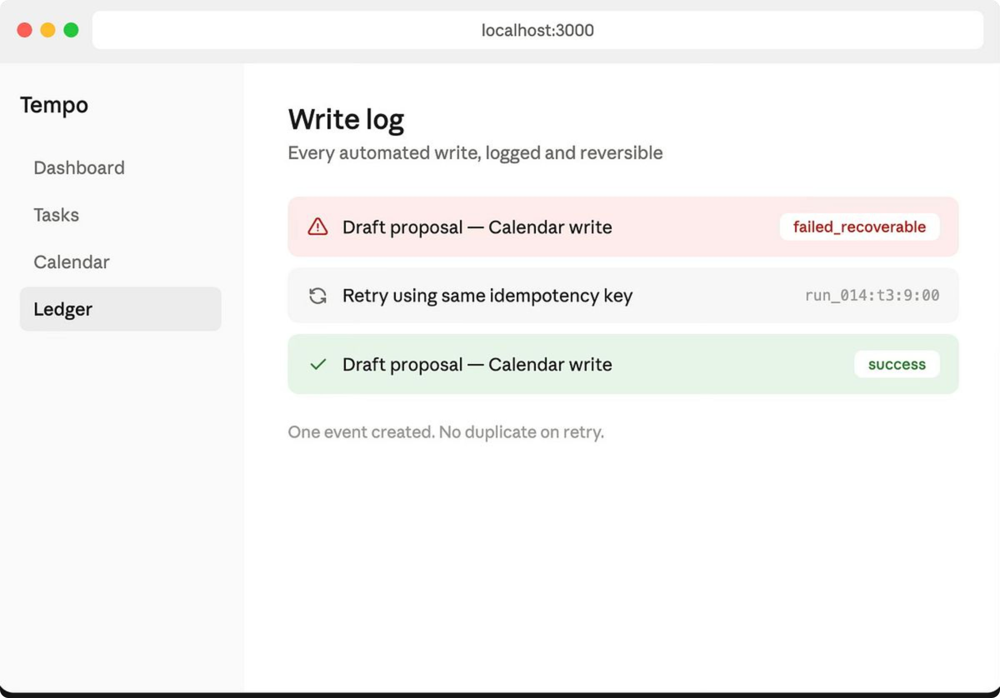 localhost:3000
Tempo
Dashboard
Tasks
Calendar
Ledger
Write log
Every automated write, logged and reversible
Draft proposal — Calendar write
failed_recoverable
Retry using same idempotency key
run_014:t3:9:00
Draft proposal — Calendar write
success
One event created. No duplicate on retry.